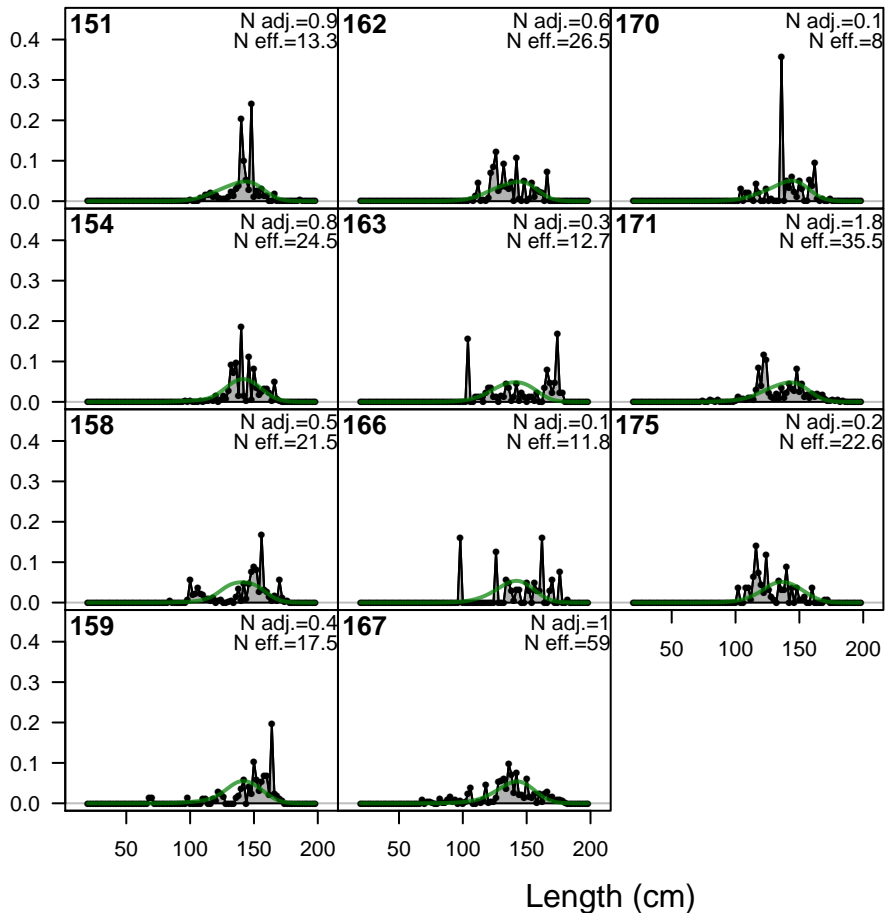 151 N adj.=0.9
N eff.=13.3
162 N adj.=0.6
N eff.=26.5
170 N adj.=0.1
N eff.=8
0.4
0.3
0.2
0.1
0.0
154 N adj.=0.8
N eff.=24.5
163 N adj.=0.3
N eff.=12.7
171 N adj.=1.8
N eff.=35.5
0.4
0.3
0.2
0.1
0.0
158 N adj.=0.5
N eff.=21.5
166 N adj.=0.1
N eff.=11.8
175 N adj.=0.2
N eff.=22.6
0.4
0.3
0.2
0.1
0.0
159 N adj.=0.4
N eff.=17.5
167 N adj.=1
N eff.=59
50 100 150 200
0.4
0.3
0.2
0.1
0.0
50 100 150 200
50 100 150 200
Length (cm)